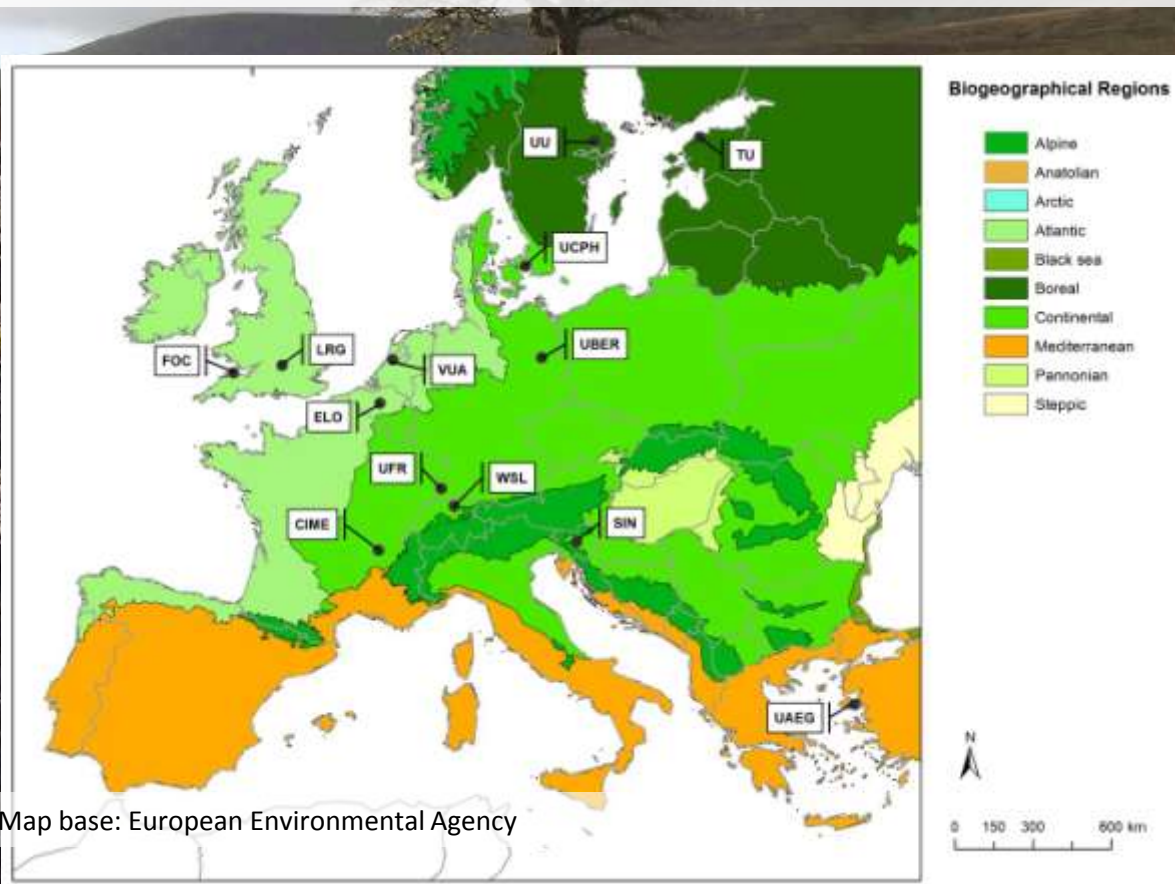 Biogeographical Regions
Alpine
Anatolian
Arctic
Atlantic
Black sea
Boreal
Continental
Mediterranean
Pannonian
Steppic
UU
TU
UCPH
UBER
FOC
LRG
VUA
ELO
UFR
WSL
CIME
SIN
UAEG
N
0 150 300 600 km
Map base: European Environmental Agency